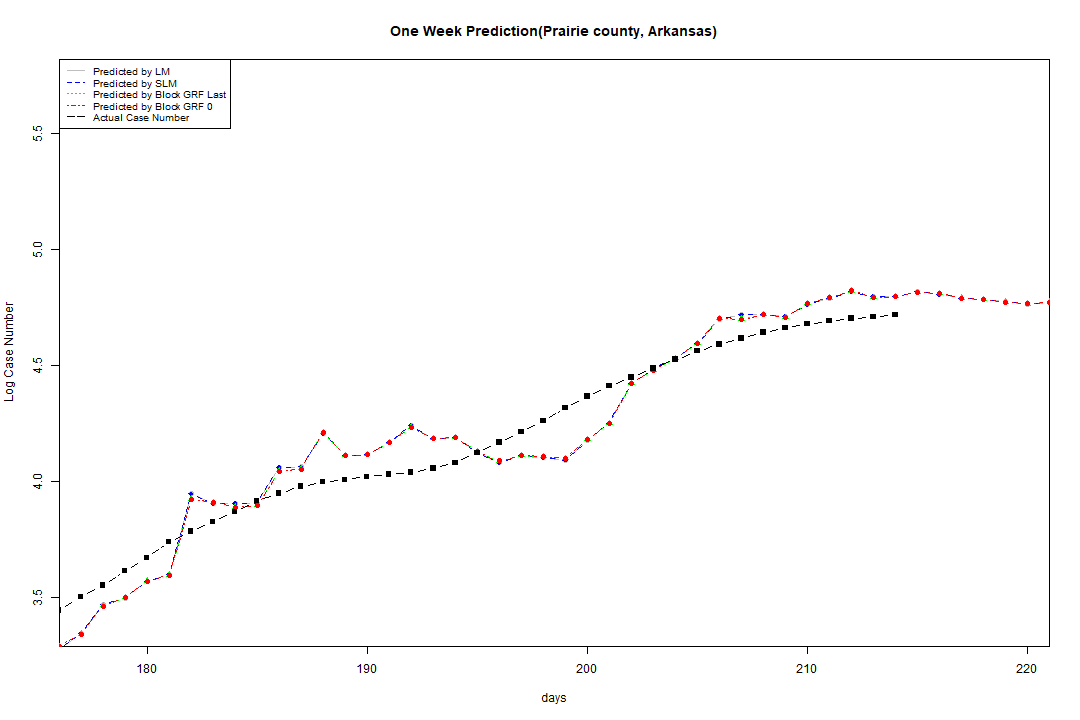 One Week Prediction(Prairie county, Arkansas)
Predicted by LM
Predicted by SLM
Predicted by Block GRF Last
Predicted by Block GRF 0
Actual Case Number
5.5
5.0
4.5
4.0
3.5
Log Case Number
180 190 200 210 220
days